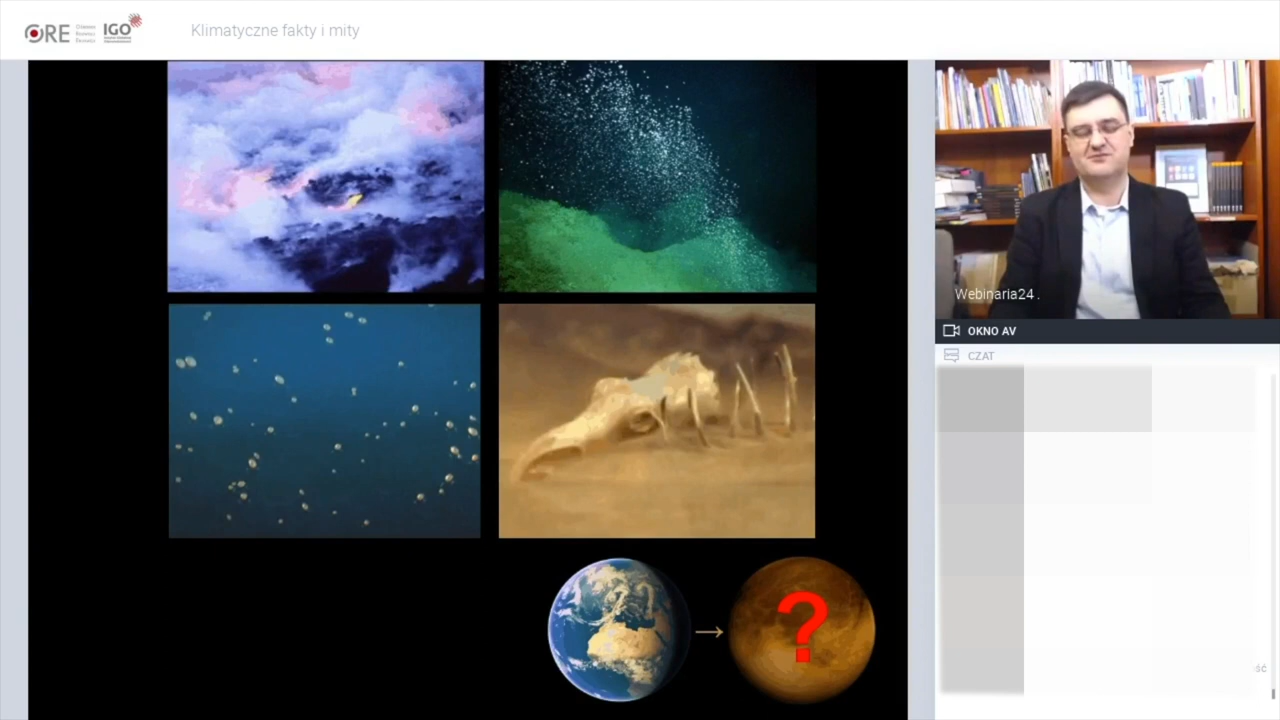 ORE
IGO
Klimatyczne fakty i mity
?
Webinaria24 .
OKNO AV
CZAT